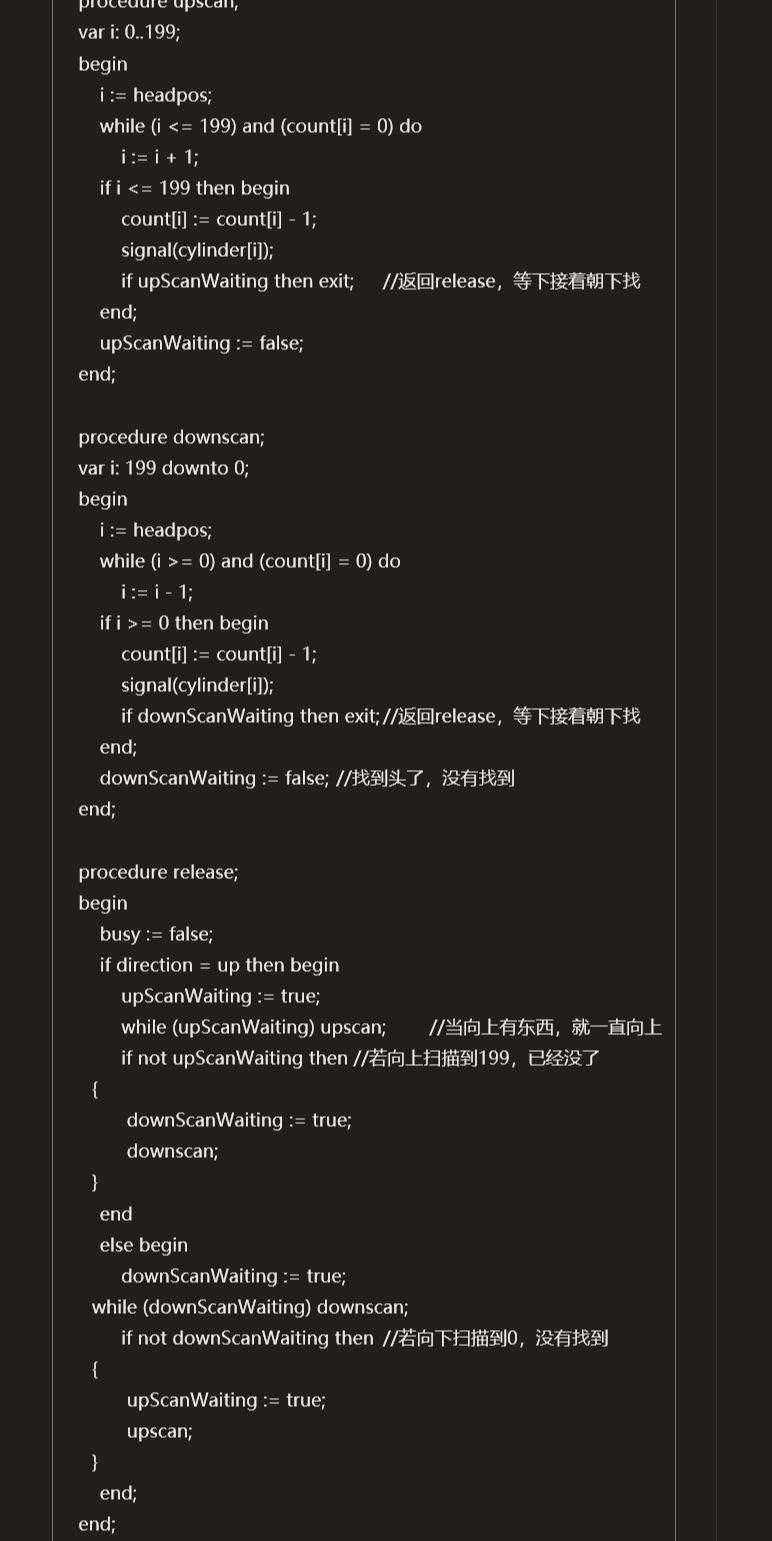 procedure upscan;
var i: 0..199;
begin
i := headpos;
while (i <= 199) and (count[i] = 0) do
i := i + 1;
if i <= 199 then begin
count[i] := count[i] - 1;
signal(cylinder[i]);
if upScanWaiting then exit; //返回release，等下接着朝下找
end;
upScanWaiting := false;
end;
procedure downscan;
var i: 199 downto 0;
begin
i := headpos;
while (i >= 0) and (count[i] = 0) do
i := i - 1;
if i >= 0 then begin
count[i] := count[i] - 1;
signal(cylinder[i]);
if downScanWaiting then exit;//返回release，等下接着朝下找
end;
downScanWaiting := false; //找到头了，没有找到
end;
procedure release;
begin
busy := false;
if direction = up then begin
upScanWaiting := true;
while (upScanWaiting) upscan; //当向上有东西，就一直向上
if not upScanWaiting then //若向上扫描到199，已经没了
{
downScanWaiting := true;
downscan;
}
end
else begin
downScanWaiting := true;
while (downScanWaiting) downscan;
if not downScanWaiting then //若向下扫描到0，没有找到
{
upScanWaiting := true;
upscan;
}
end;
end;